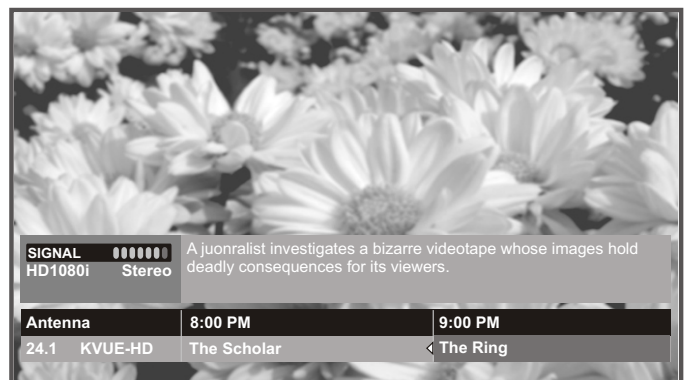 SIGNAL
HD1080i Stereo
A juonralist investigates a bizarre videotape whose images hold
deadly consequences for its viewers.
Antenna 8:00 PM 9:00 PM
24.1 KVUE-HD The Scholar The Ring